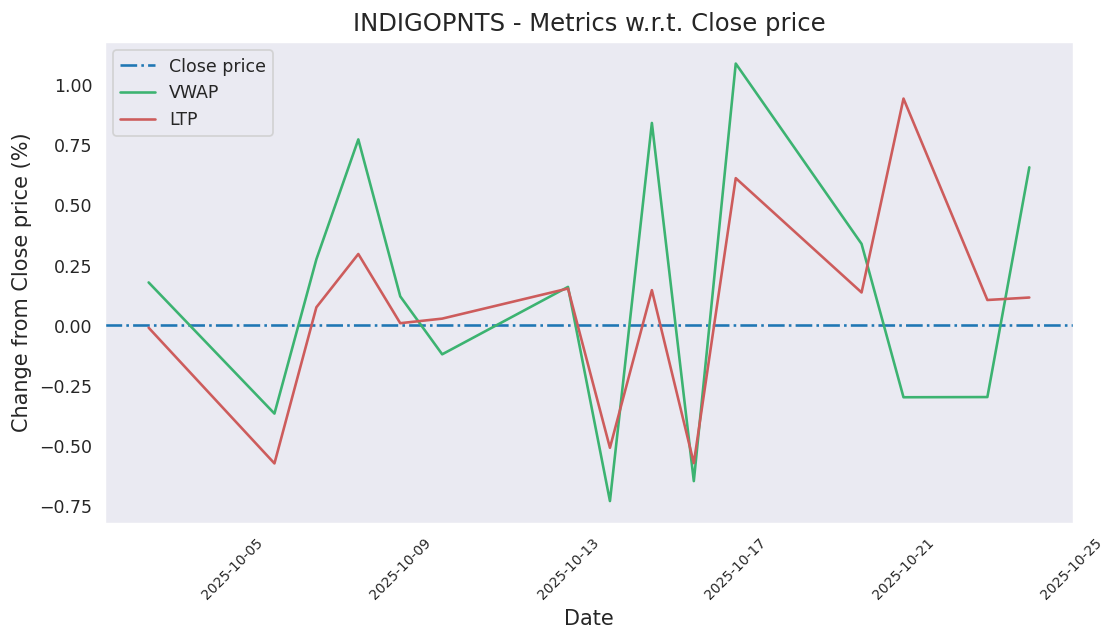 INDIGOPNTS - Metrics w.r.t. Close price
Close price
VWAP
LTP
Change from Close price (%)
1.00
0.75
0.50
0.25
0.00
−0.25
−0.50
−0.75
2025-10-05
2025-10-09
2025-10-13
2025-10-17
2025-10-21
2025-10-25
Date